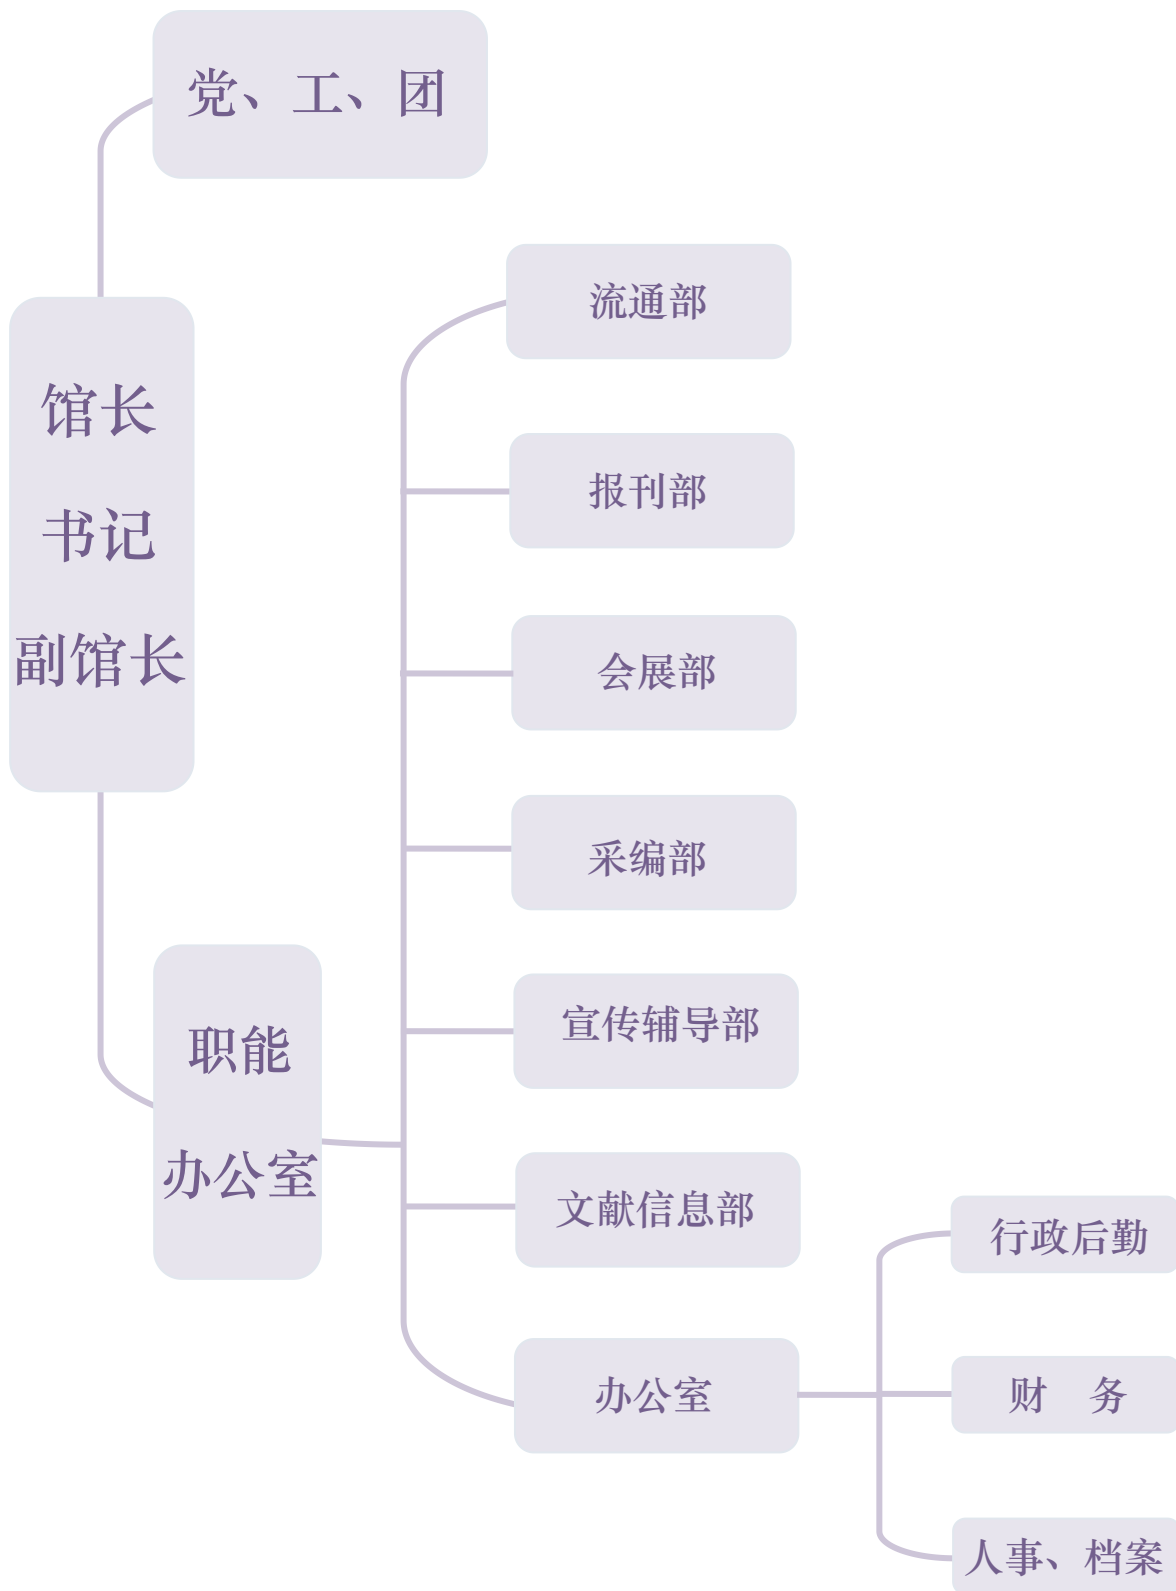 党、工、团
馆长
书记
副馆长
职能
办公室
流通部
报刊部
会展部
采编部
宣传辅导部
文献信息部
办公室
行政后勤
财　务
人事、档案